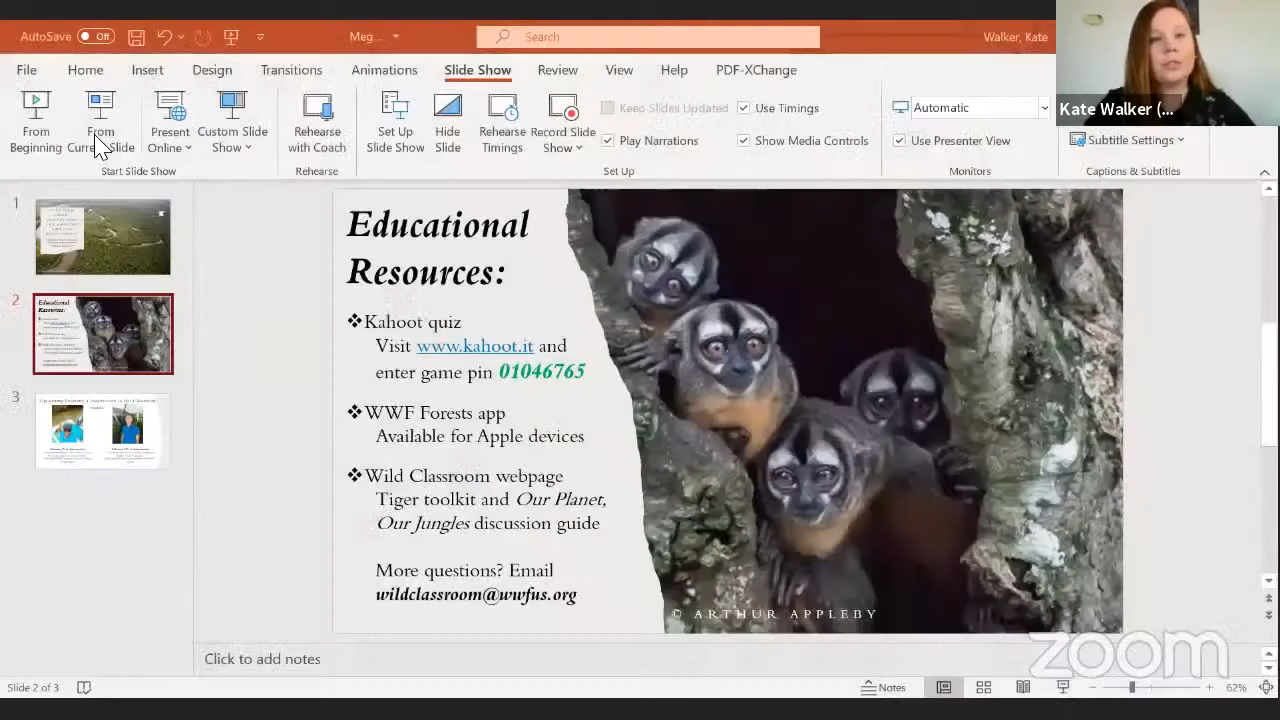 AutoSave Off Meg... Search Walker, Kate
File Home Insert Design Transitions Animations Slide Show Review View Help PDF-XChange
From Beginning
From Current Slide
Present Online
Custom Slide Show
Rehearse with Coach
Set Up Slide Show
Hide Slide
Rehearse Timings
Record Slide Show
Keep Slides Updated
Use Timings
Play Narrations
Show Media Controls
Automatic
Use Presenter View
Kate Walker (...
Subtitle Settings
Start Slide Show Rehearse Set Up Monitors Captions & Subtitles
1
2
3
Educational
Resources:
❖Kahoot quiz
Visit www.kahoot.it and
enter game pin 01046765
❖WWF Forests app
Available for Apple devices
❖Wild Classroom webpage
Tiger toolkit and Our Planet,
Our Jungles discussion guide
More questions? Email
wildclassroom@wwfus.org
© ARTHUR APPLEBY
zoom
Click to add notes
Slide 2 of 3 Notes 62%